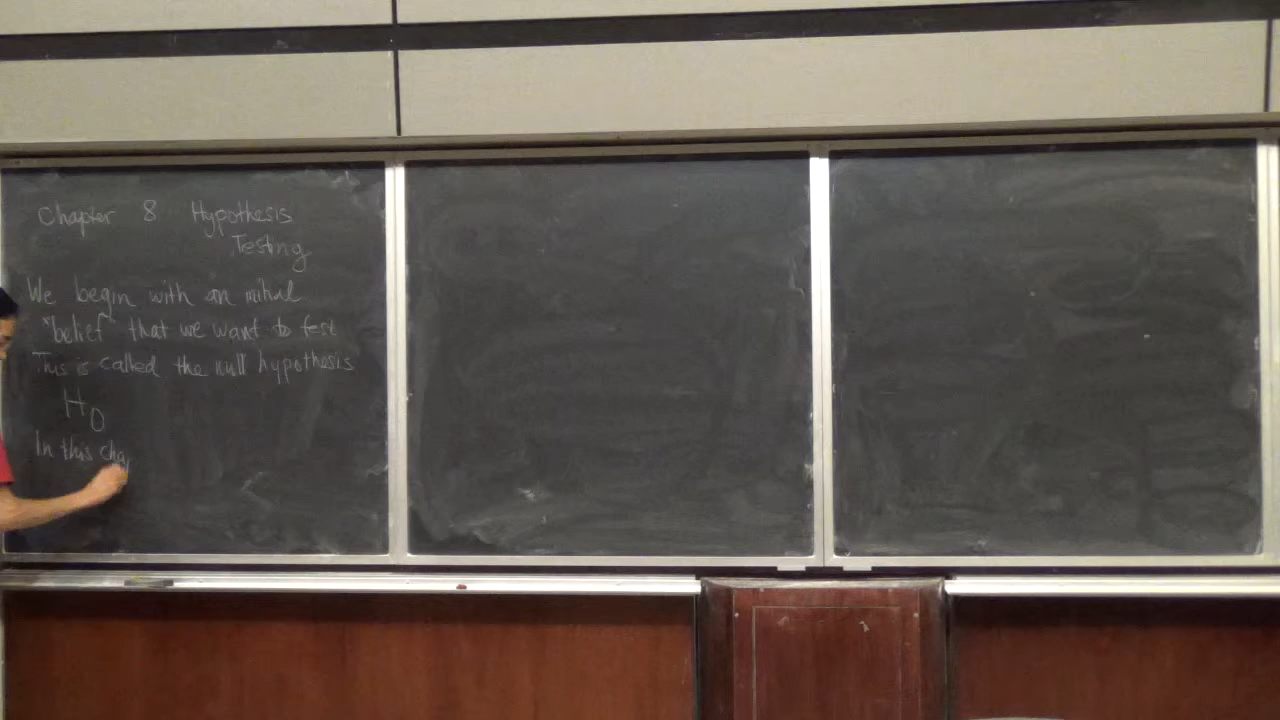 Chapter 8 Hypothesis
Testing
We begin with an initial
"belief" that we want to test
This is called the null hypothesis
H0
In this chap